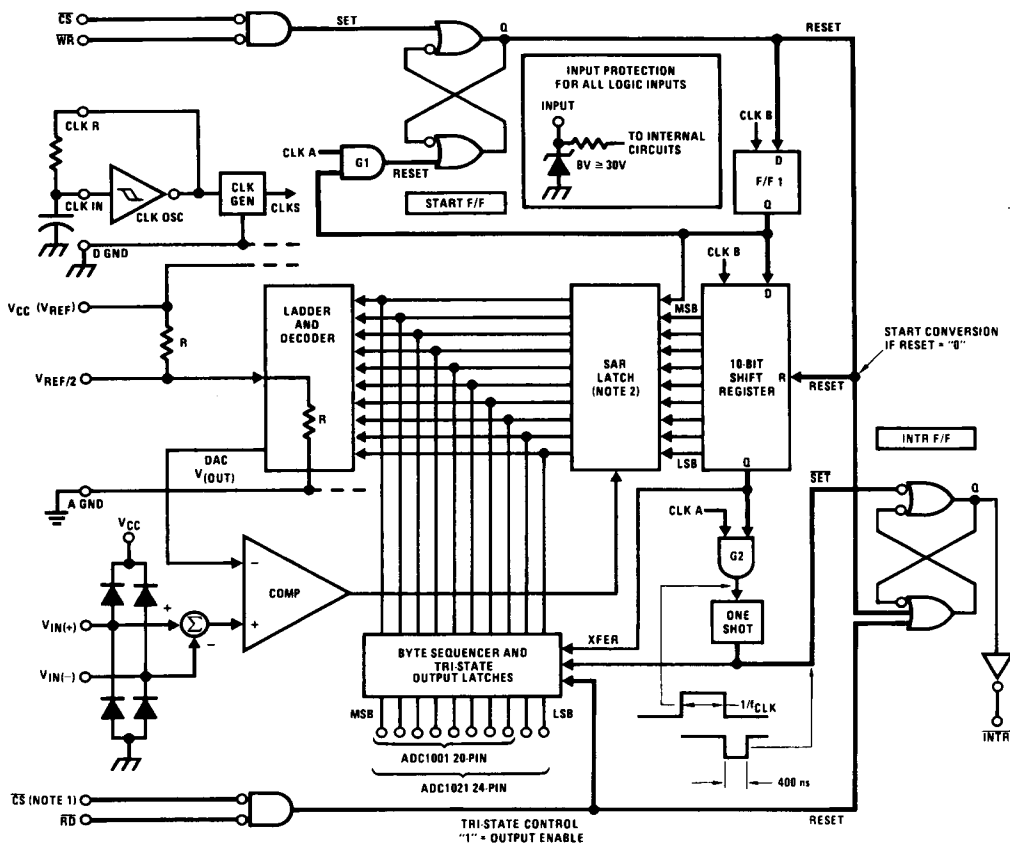 CS
WR
SET
Q
RESET
INPUT PROTECTION
FOR ALL LOGIC INPUTS
INPUT
TO INTERNAL
CIRCUITS
BV ≥ 30V
CLK B
D
F/F 1
Q
CLK R
CLK IN
CLK OSC
CLK
GEN
CLKS
D GND
CLK A
G1
RESET
START F/F
VCC (VREF)
R
VREF/2
LADDER
AND
DECODER
R
DAC
V(OUT)
A GND
MSB
SAR
LATCH
(NOTE 2)
LSB
CLK B
D
10-BIT
SHIFT
REGISTER
R
Q
RESET
START CONVERSION
IF RESET = "0"
INTR F/F
SET
Q
CLK A
G2
ONE
SHOT
VCC
VIN(+)
VIN(−)
+
Σ
−
−
+
COMP
XFER
BYTE SEQUENCER AND
TRI-STATE
OUTPUT LATCHES
MSB
LSB
ADC1001 20-PIN
ADC1021 24-PIN
1/fCLK
400 ns
INTR
CS (NOTE 1)
RD
TRI-STATE CONTROL
"1" = OUTPUT ENABLE
RESET